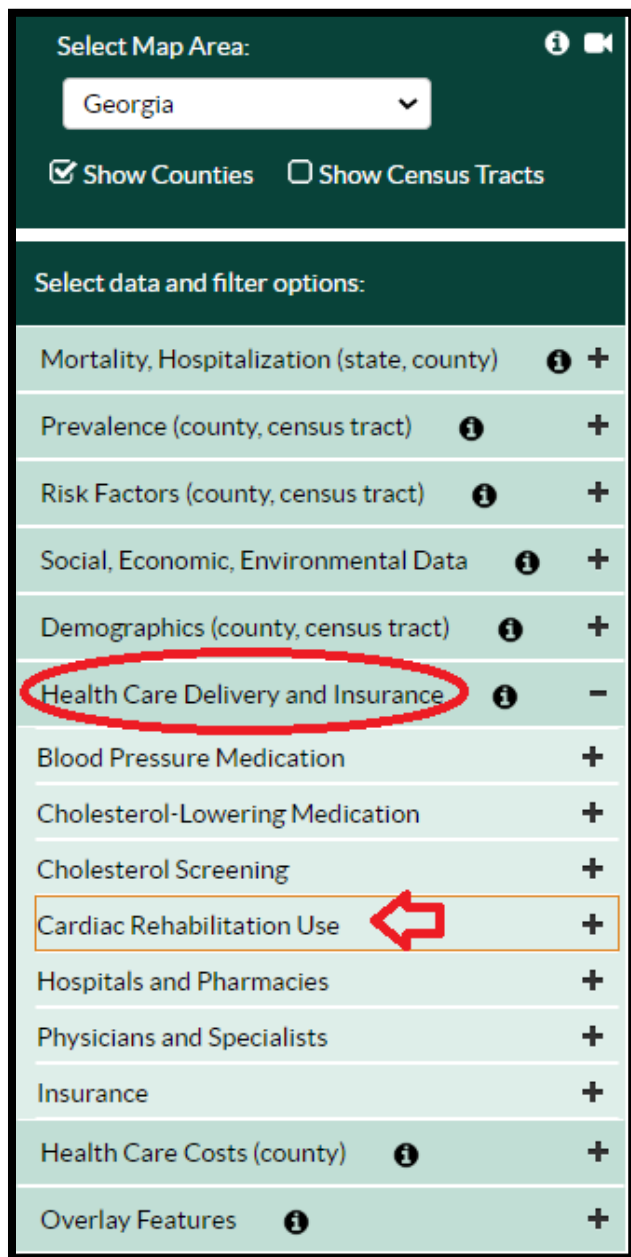 Select Map Area:
Georgia
Show Counties Show Census Tracts
Select data and filter options:
Mortality, Hospitalization (state, county)
Prevalence (county, census tract)
Risk Factors (county, census tract)
Social, Economic, Environmental Data
Demographics (county, census tract)
Health Care Delivery and Insurance
Blood Pressure Medication
Cholesterol-Lowering Medication
Cholesterol Screening
Cardiac Rehabilitation Use
Hospitals and Pharmacies
Physicians and Specialists
Insurance
Health Care Costs (county)
Overlay Features